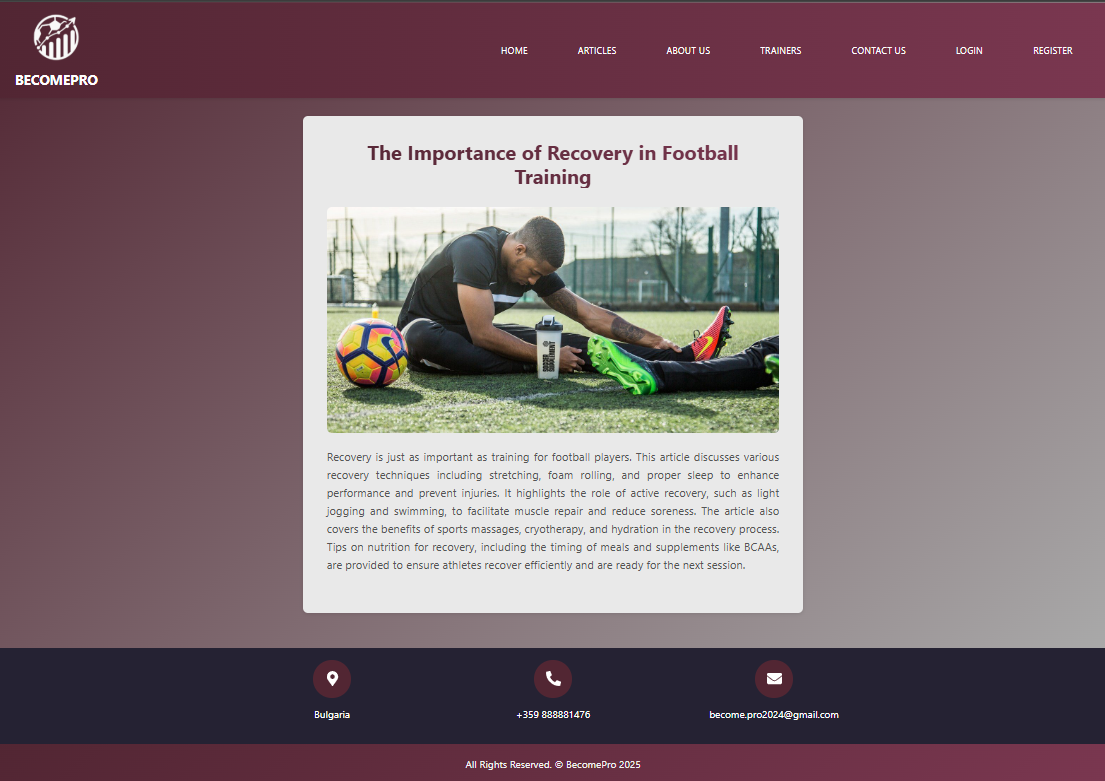 BECOMEPRO
HOME ARTICLES ABOUT US TRAINERS CONTACT US LOGIN REGISTER
The Importance of Recovery in Football
Training
SOCCER
SUPPLEMENT
Recovery is just as important as training for football players. This article discusses various
recovery techniques including stretching, foam rolling, and proper sleep to enhance
performance and prevent injuries. It highlights the role of active recovery, such as light
jogging and swimming, to facilitate muscle repair and reduce soreness. The article also
covers the benefits of sports massages, cryotherapy, and hydration in the recovery process.
Tips on nutrition for recovery, including the timing of meals and supplements like BCAAs,
are provided to ensure athletes recover efficiently and are ready for the next session.
Bulgaria +359 888881476 become.pro2024@gmail.com
All Rights Reserved. © BecomePro 2025